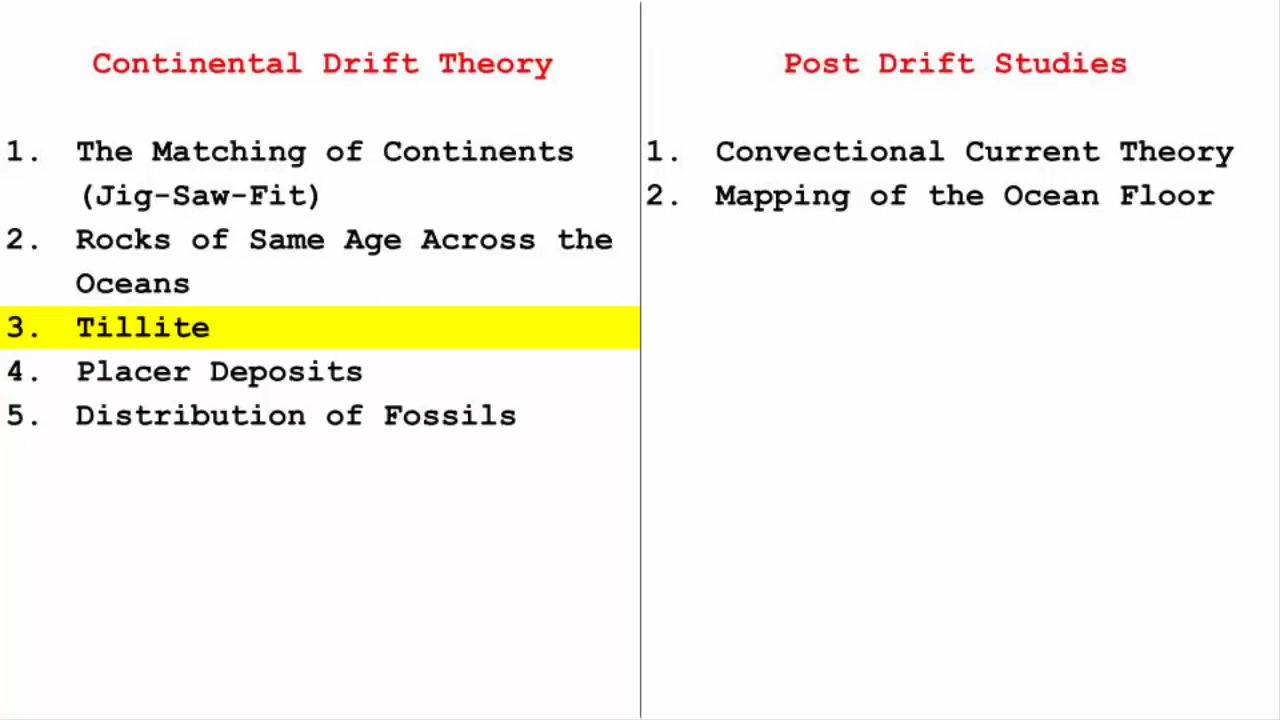 Continental Drift Theory
1. The Matching of Continents
(Jig-Saw-Fit)
2. Rocks of Same Age Across the
Oceans
3. Tillite
4. Placer Deposits
5. Distribution of Fossils
Post Drift Studies
1. Convectional Current Theory
2. Mapping of the Ocean Floor